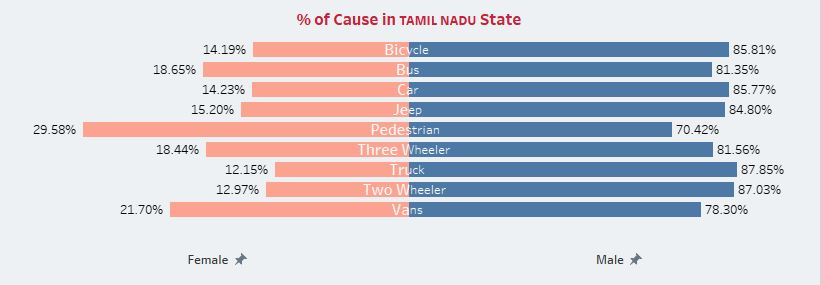 % of Cause in TAMIL NADU State
14.19% Bicycle 85.81%
18.65% Bus 81.35%
14.23% Car 85.77%
15.20% Jeep 84.80%
29.58% Pedestrian 70.42%
18.44% Three Wheeler 81.56%
12.15% Truck 87.85%
12.97% Two Wheeler 87.03%
21.70% Vans 78.30%
Female Male